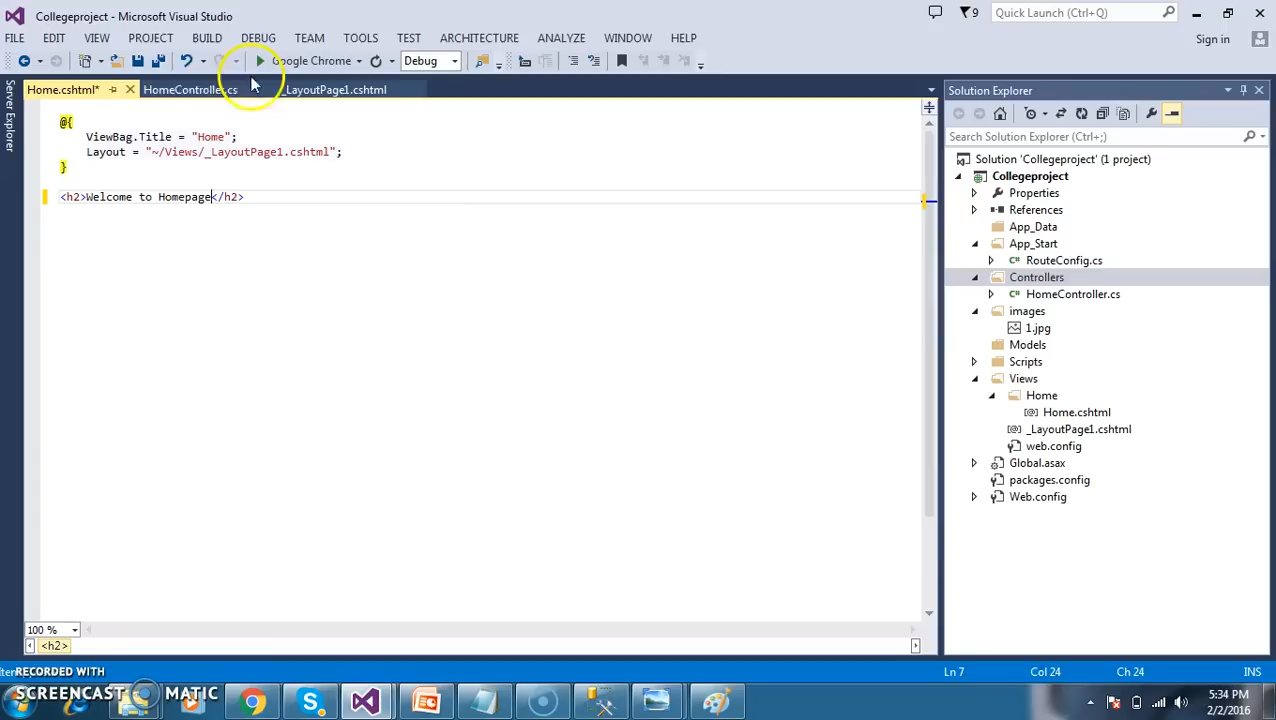 Collegeproject - Microsoft Visual Studio
9
Quick Launch (Ctrl+Q)
FILE EDIT VIEW PROJECT BUILD DEBUG TEAM TOOLS TEST ARCHITECTURE ANALYZE WINDOW HELP
Sign in
Google Chrome
Debug
Home.cshtml*
HomeController.cs
_LayoutPage1.cshtml
Server Explorer
@{
ViewBag.Title = "Home";
Layout = "~/Views/_LayoutPage1.cshtml";
}
<h2>Welcome to Homepage</h2>
100 %
<h2>
Solution Explorer
Search Solution Explorer (Ctrl+;)
Solution 'Collegeproject' (1 project)
Collegeproject
Properties
References
App_Data
App_Start
RouteConfig.cs
Controllers
HomeController.cs
images
1.jpg
Models
Scripts
Views
Home
Home.cshtml
_LayoutPage1.cshtml
web.config
Global.asax
packages.config
Web.config
Ln 7
Col 24
Ch 24
INS
RECORDED WITH
SCREENCAST MATIC
5:34 PM
2/2/2016